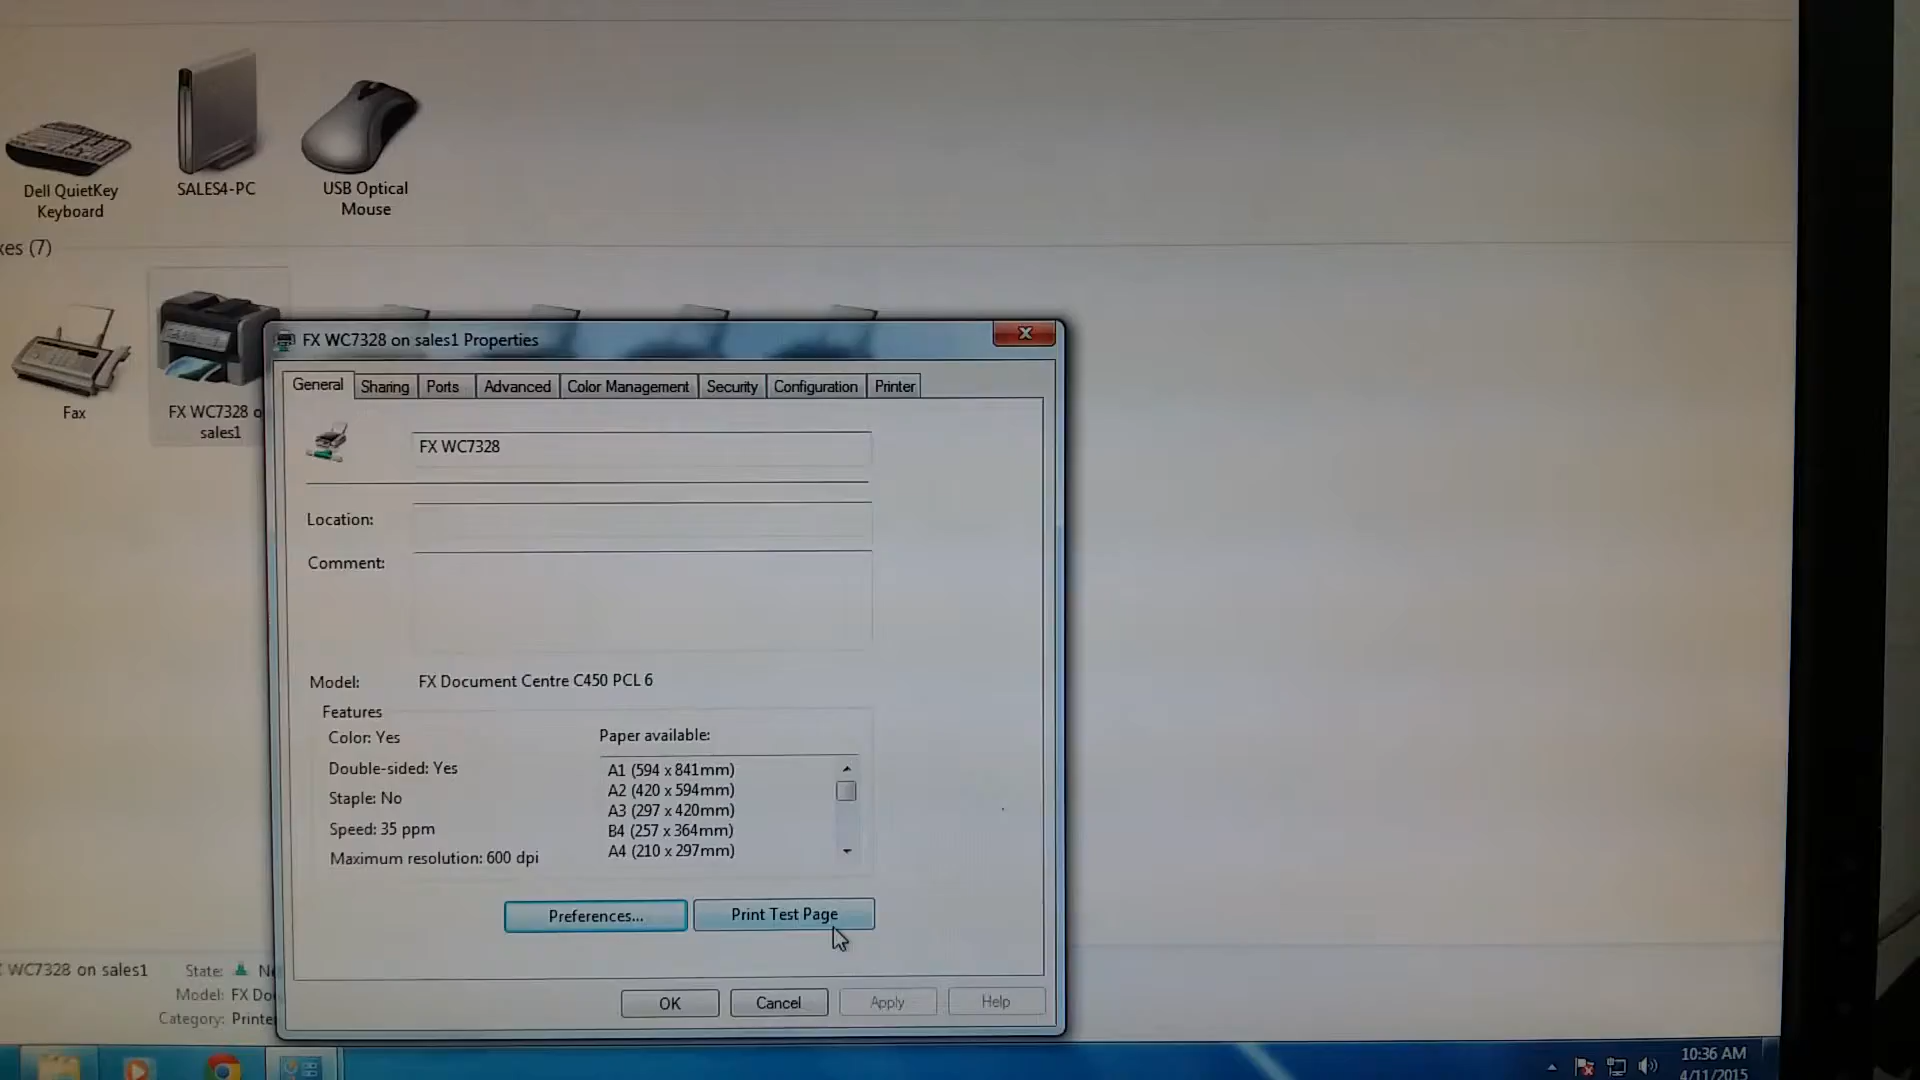 Dell QuietKey
Keyboard
SALES4-PC
USB Optical
Mouse
(7)
Fax
FX WC7328 o
sales1
FX WC7328 on sales1 Properties
General
Sharing
Ports
Advanced
Color Management
Security
Configuration
Printer
FX WC7328
Location:
Comment:
Model: FX Document Centre C450 PCL 6
Features
Color: Yes
Double-sided: Yes
Staple: No
Speed: 35 ppm
Maximum resolution: 600 dpi
Paper available:
A1 (594 x 841mm)
A2 (420 x 594mm)
A3 (297 x 420mm)
B4 (257 x 364mm)
A4 (210 x 297mm)
Preferences...
Print Test Page
OK
Cancel
Apply
Help
WC7328 on sales1
State:
Model: FX Do
Category: Printe
10:36 AM
4/11/2015